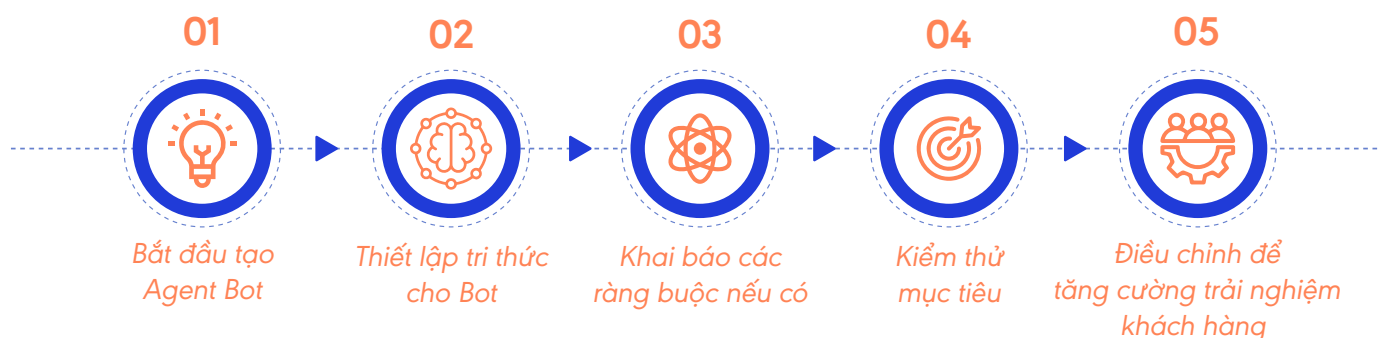 01
Bắt đầu tạo
Agent Bot
02
Thiết lập tri thức
cho Bot
03
Khai báo các
ràng buộc nếu có
04
Kiểm thử
mục tiêu
05
Điều chỉnh để
tăng cường trải nghiệm
khách hàng